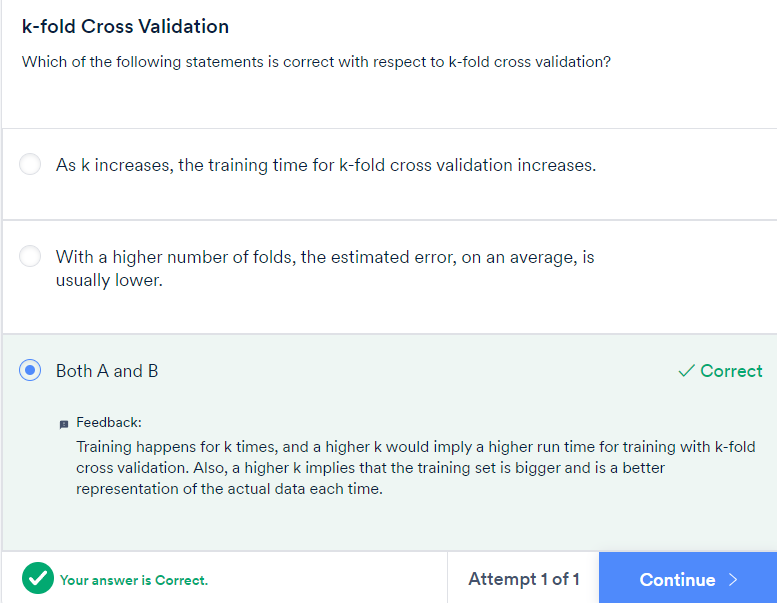 k-fold Cross Validation
Which of the following statements is correct with respect to k-fold cross validation?
As k increases, the training time for k-fold cross validation increases.
With a higher number of folds, the estimated error, on an average, is
usually lower.
Both A and B
Correct
Feedback:
Training happens for k times, and a higher k would imply a higher run time for training with k-fold
cross validation. Also, a higher k implies that the training set is bigger and is a better
representation of the actual data each time.
Your answer is Correct.
Attempt 1 of 1
Continue